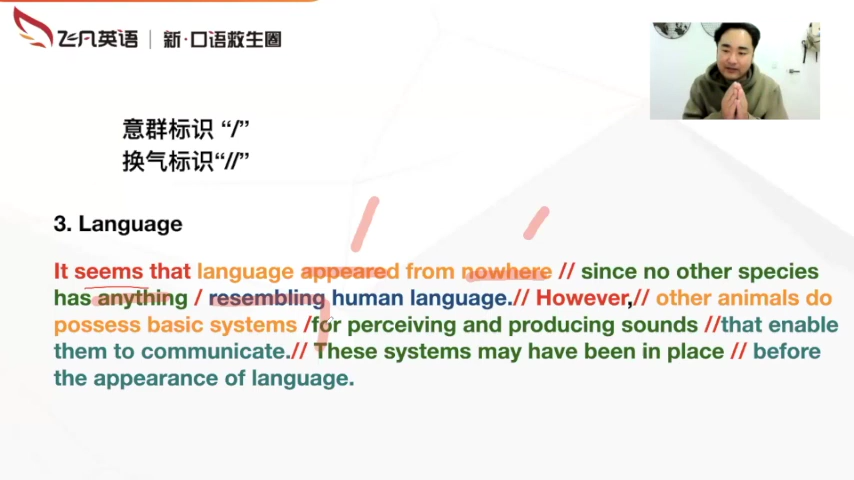 飞凡英语 | 新·口语救生圈
意群标识 “/”
换气标识“//”
3. Language
It seems that language appeared from nowhere // since no other species
has anything / resembling human language.// However,// other animals do
possess basic systems /for perceiving and producing sounds //that enable
them to communicate.// These systems may have been in place // before
the appearance of language.